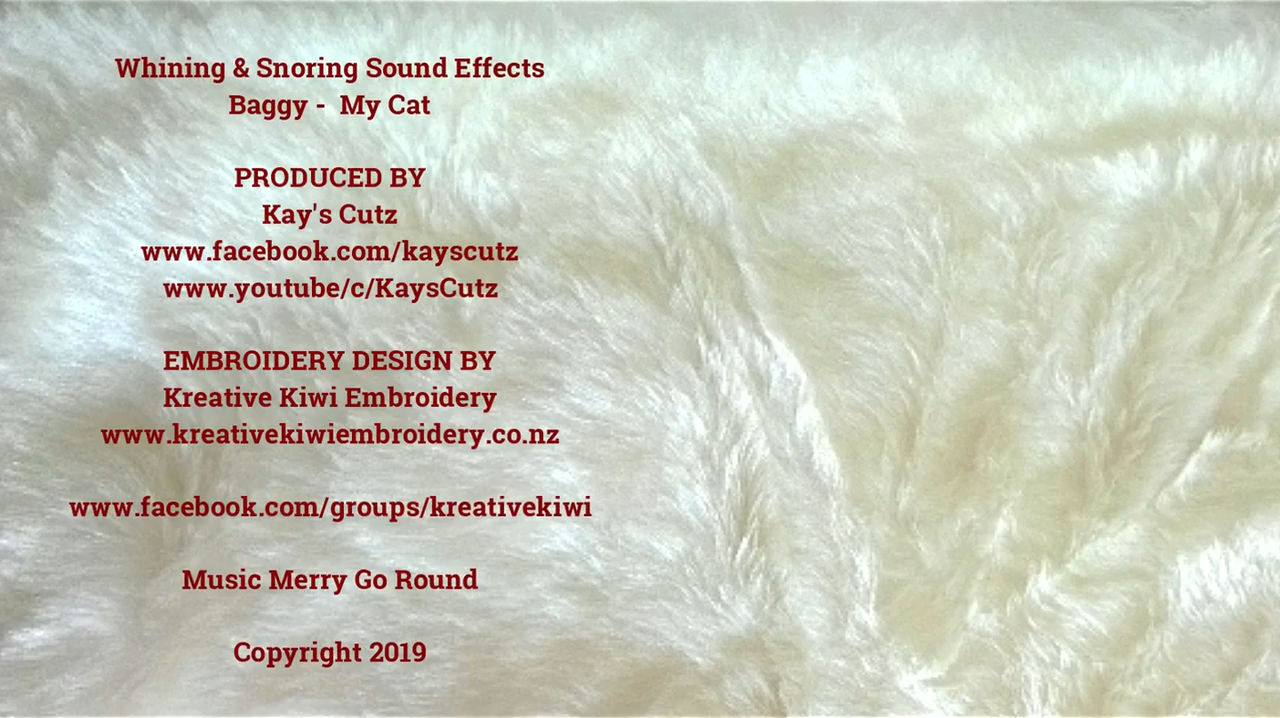 Whining & Snoring Sound Effects
Baggy -  My Cat
PRODUCED BY
Kay's Cutz
www.facebook.com/kayscutz
www.youtube/c/KaysCutz
EMBROIDERY DESIGN BY
Kreative Kiwi Embroidery
www.kreativekiwiembroidery.co.nz
www.facebook.com/groups/kreativekiwi
Music Merry Go Round
Copyright 2019